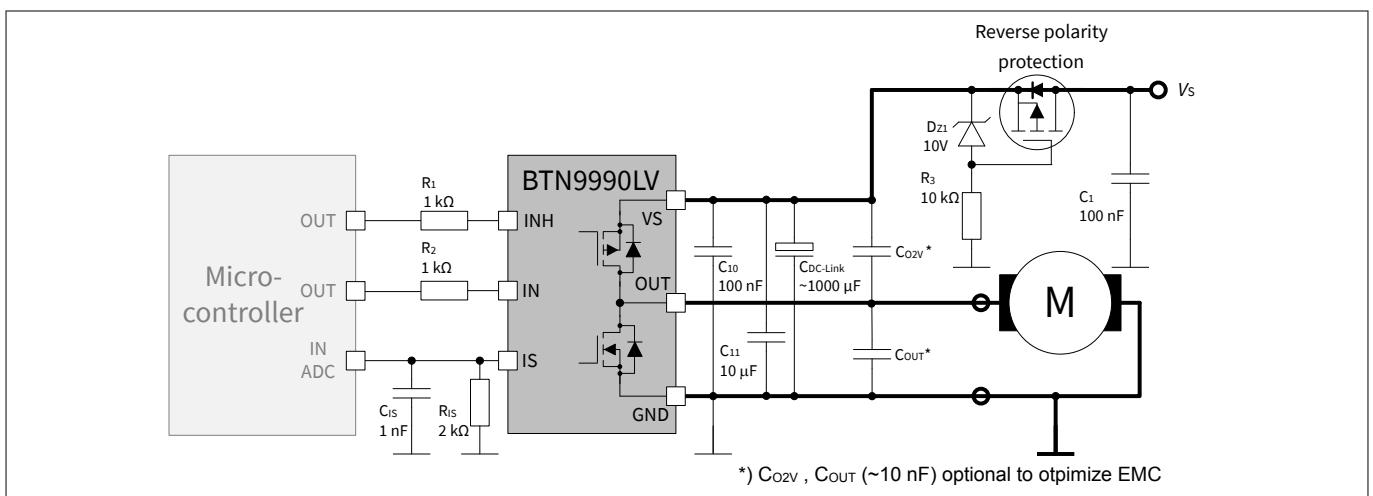 Reverse polarity
protection
VS
DZ1
10V
R3
10 kΩ
C1
100 nF
BTN9990LV
R1
1 kΩ
OUT
INH
VS
R2
1 kΩ
Micro-
controller
OUT
IN
OUT
C10
100 nF
CDC-Link
~1000 µF
CO2V*
M
IN
ADC
IS
C11
10 µF
COUT*
CIS
1 nF
RIS
2 kΩ
GND
*) CO2V , COUT (~10 nF) optional to otpimize EMC